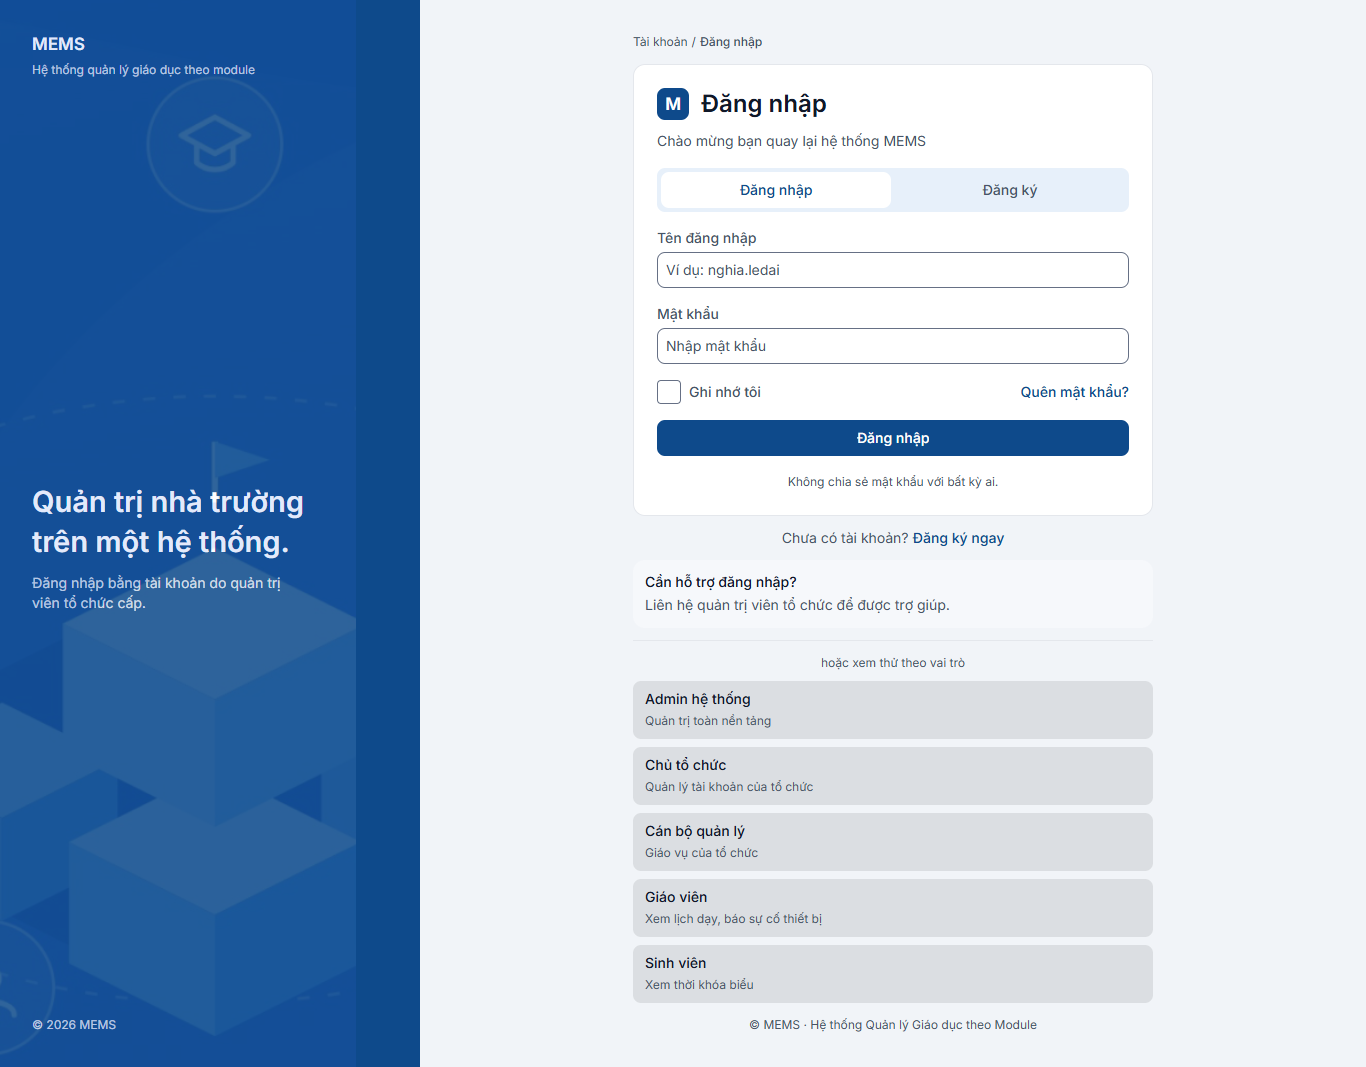 MEMS
Hệ thống quản lý giáo dục theo module
Quản trị nhà trường
trên một hệ thống.
Đăng nhập bằng tài khoản do quản trị
viên tổ chức cấp.
© 2026 MEMS
Tài khoản / Đăng nhập
M Đăng nhập
Chào mừng bạn quay lại hệ thống MEMS
Đăng nhập Đăng ký
Tên đăng nhập
Ví dụ: nghia.ledai
Mật khẩu
Nhập mật khẩu
Ghi nhớ tôi Quên mật khẩu?
Đăng nhập
Không chia sẻ mật khẩu với bất kỳ ai.
Chưa có tài khoản? Đăng ký ngay
Cần hỗ trợ đăng nhập?
Liên hệ quản trị viên tổ chức để được trợ giúp.
hoặc xem thử theo vai trò
Admin hệ thống
Quản trị toàn nền tảng
Chủ tổ chức
Quản lý tài khoản của tổ chức
Cán bộ quản lý
Giáo vụ của tổ chức
Giáo viên
Xem lịch dạy, báo sự cố thiết bị
Sinh viên
Xem thời khóa biểu
© MEMS · Hệ thống Quản lý Giáo dục theo Module